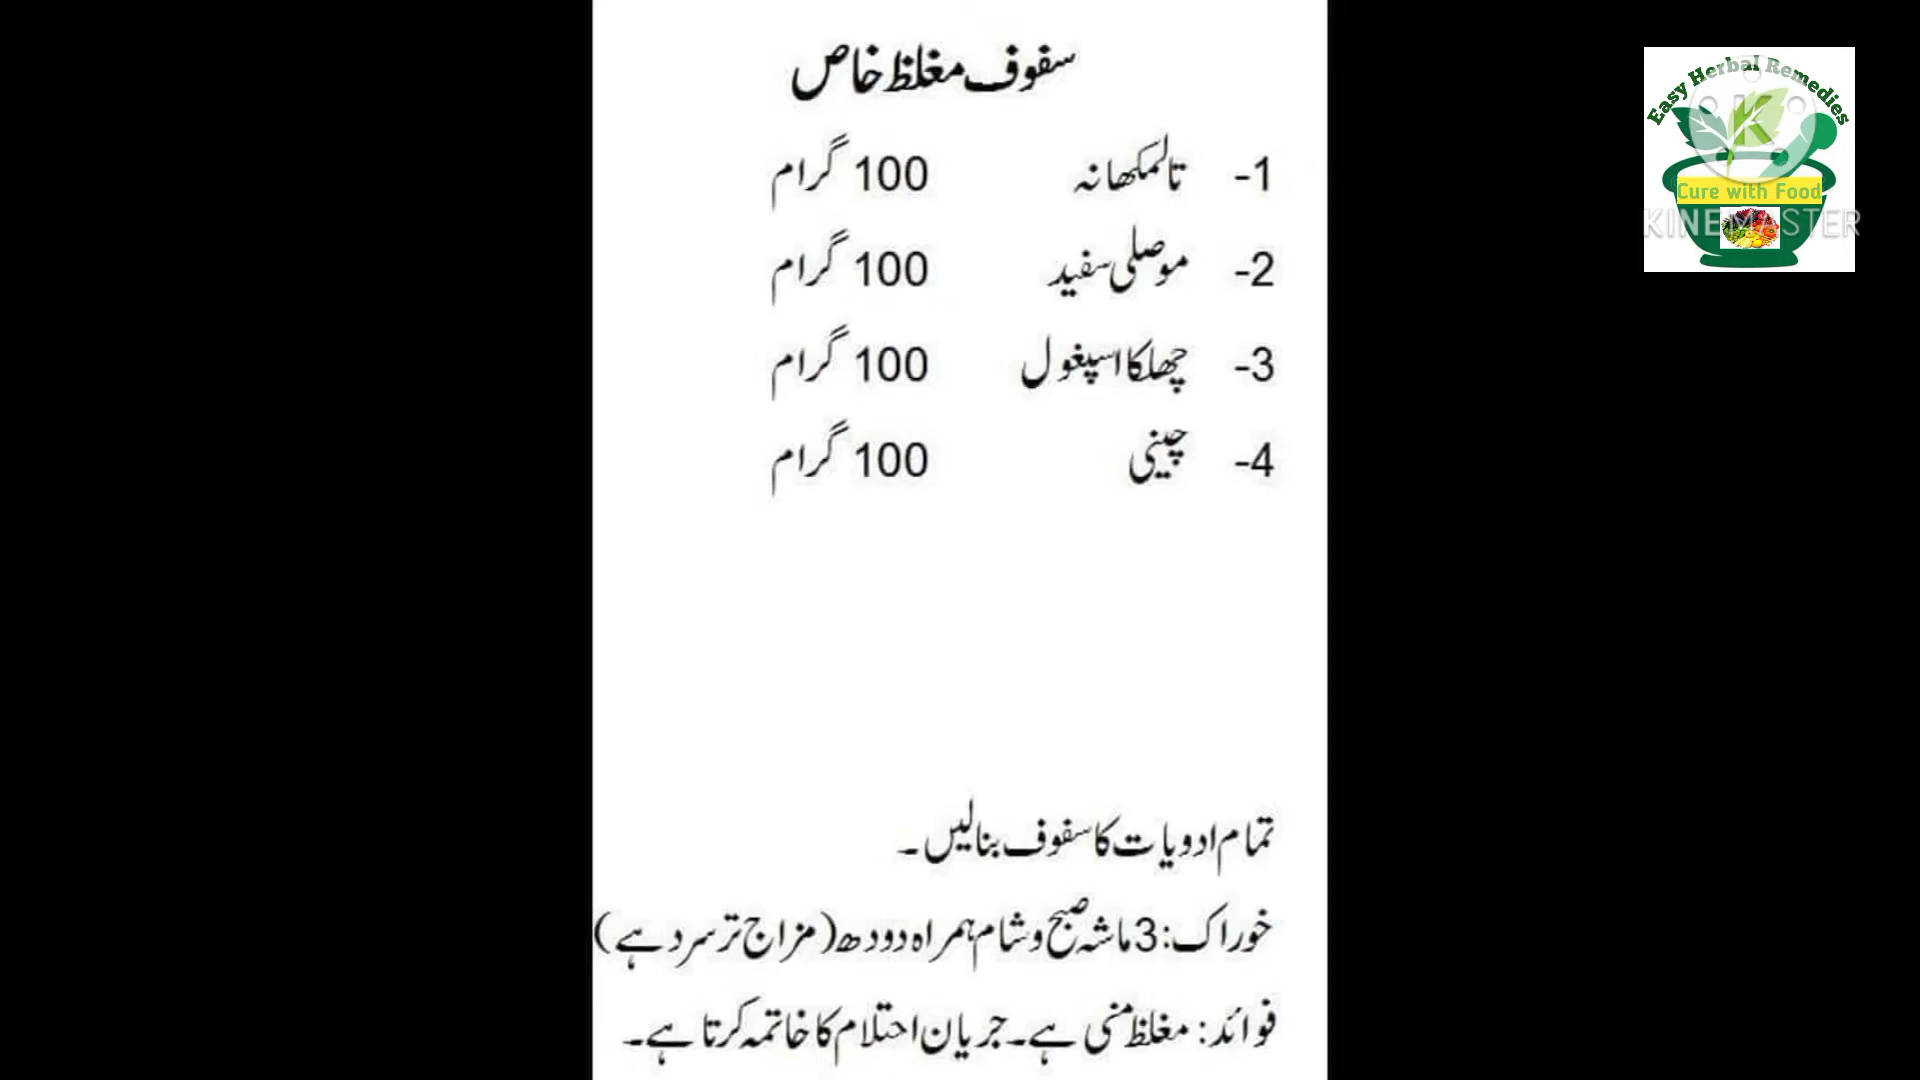 سفوف مغلظ خاص
1- تالمکھانہ 100 گرام
2- موصلی سفید 100 گرام
3- چھلکا اسپغول 100 گرام
4- چینی 100 گرام
تمام ادویات کا سفوف بنالیں۔
خوراک: 3 ماشہ صبح و شام ہمراہ دودھ (مزاج تر سرد ہے)
فوائد: مغلظ منی ہے۔ جریان احتلام کا خاتمہ کرتا ہے۔
Easy Herbal Remedies
K
Cure with Food
KINEMASTER